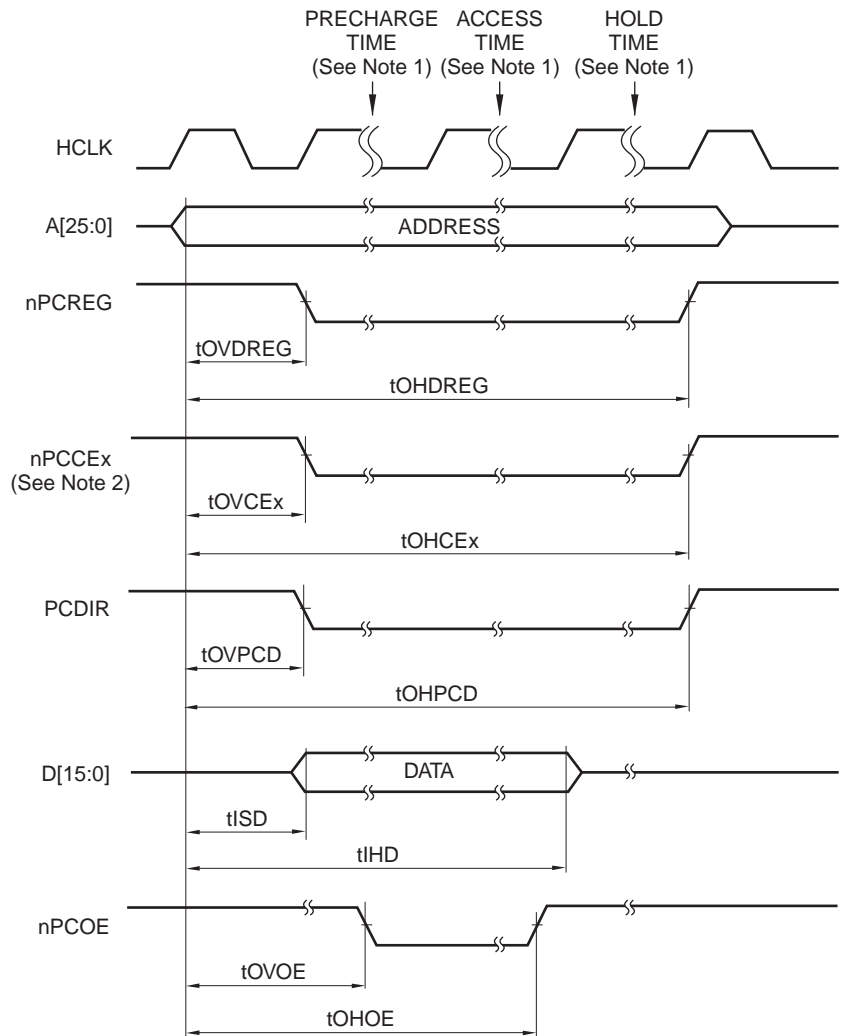 PRECHARGE TIME (See Note 1)
ACCESS TIME (See Note 1)
HOLD TIME (See Note 1)
HCLK
A[25:0]
ADDRESS
nPCREG
tOVDREG
tOHDREG
nPCCEx
(See Note 2)
tOVCEx
tOHCEx
PCDIR
tOVPCD
tOHPCD
D[15:0]
DATA
tISD
tIHD
nPCOE
tOVOE
tOHOE